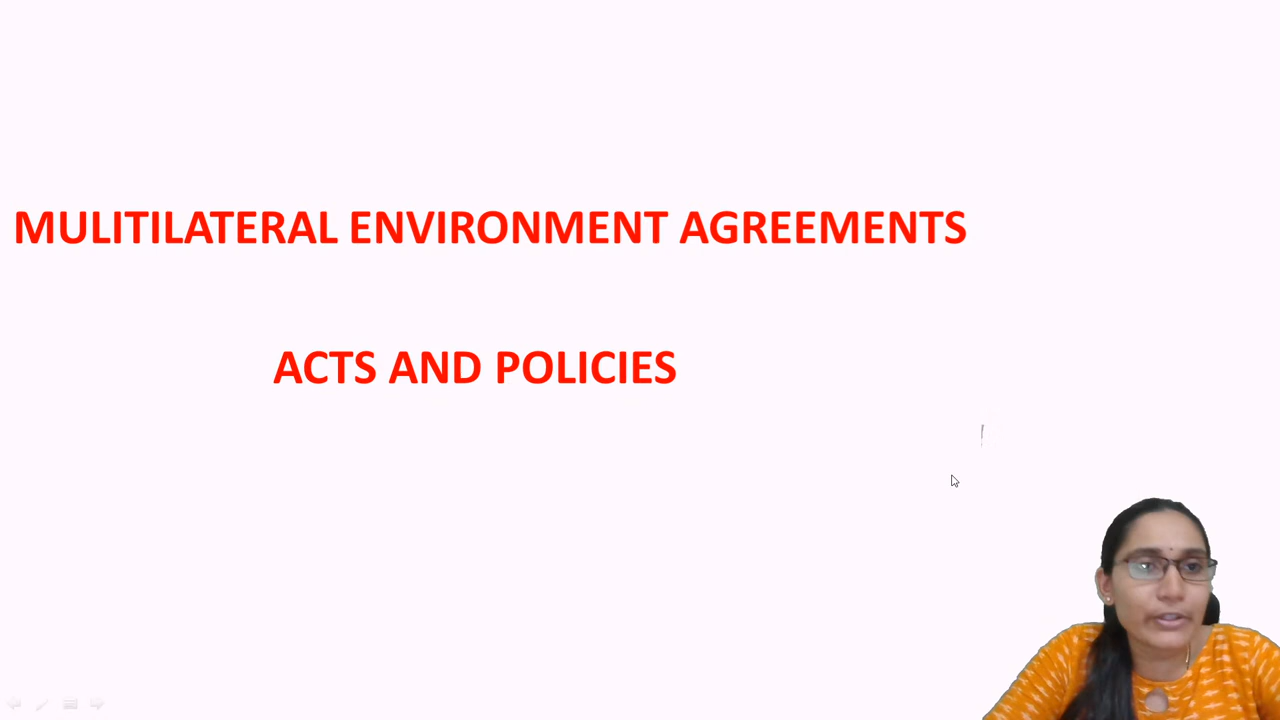 MULITILATERAL ENVIRONMENT AGREEMENTS
ACTS AND POLICIES